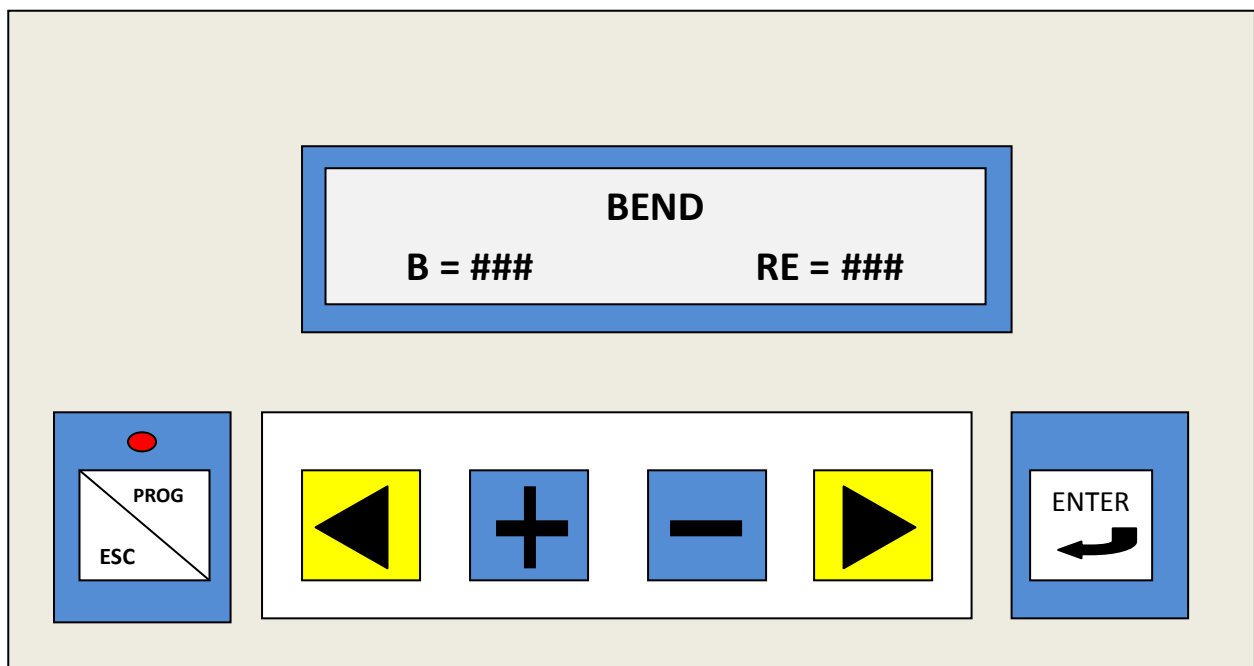 BEND
B = ### RE = ###
PROG
ESC
ENTER